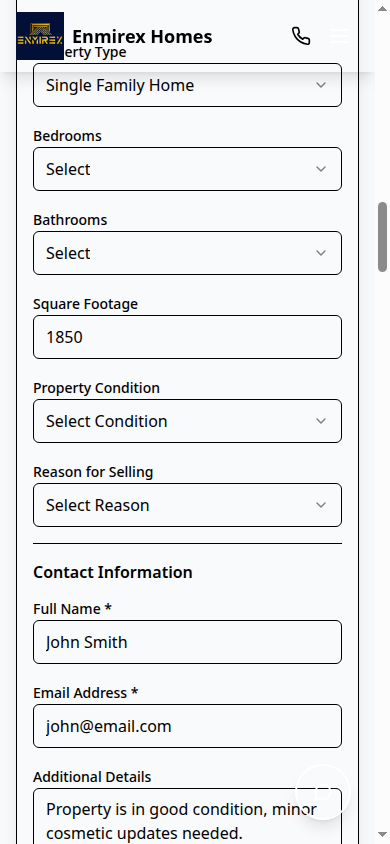 ENMIREX
Enmirex Homes
erty Type
Single Family Home
Bedrooms
Select
Bathrooms
Select
Square Footage
1850
Property Condition
Select Condition
Reason for Selling
Select Reason
Contact Information
Full Name *
John Smith
Email Address *
john@email.com
Additional Details
Property is in good condition, minor
cosmetic updates needed.